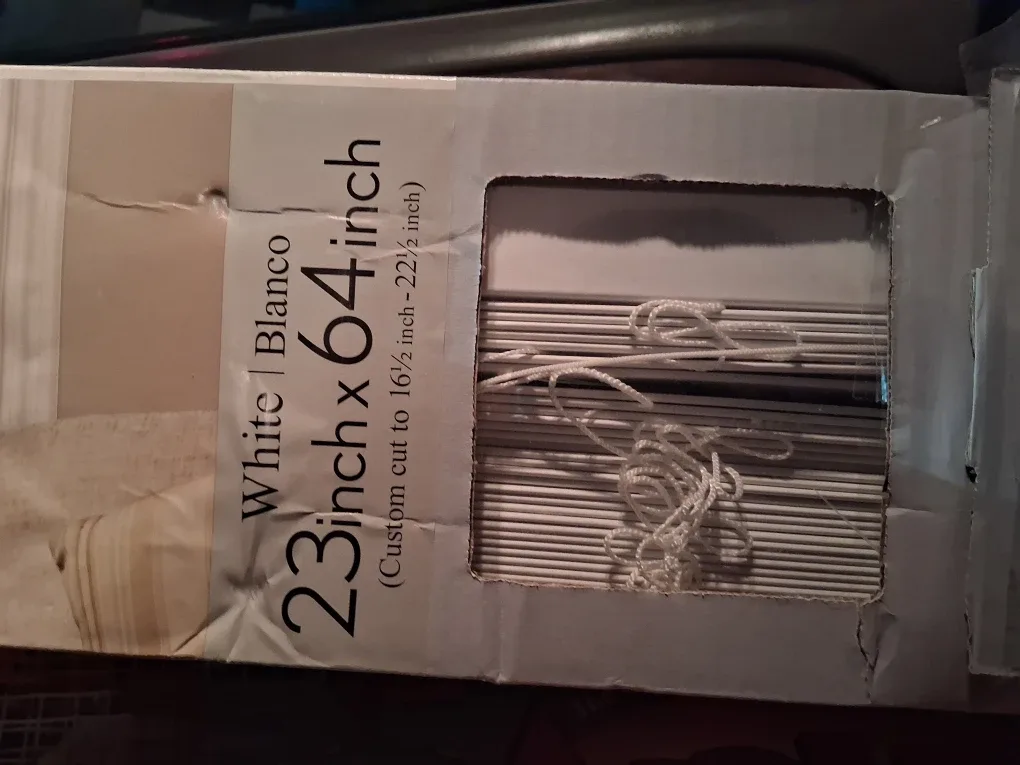 White | Blanco
23inch x 64inch
(Custom cut to 16½ inch - 22½ inch)